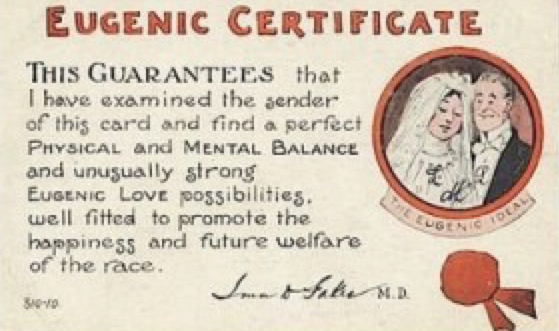 EUGENIC CERTIFICATE
THIS GUARANTEES that
I have examined the sender
of this card and find a perfect
PHYSICAL and MENTAL BALANCE
and unusually strong
EUGENIC LOVE possibilities,
well fitted to promote the
happiness and future welfare
of the race.
THE EUGENIC IDEAL
M.D.